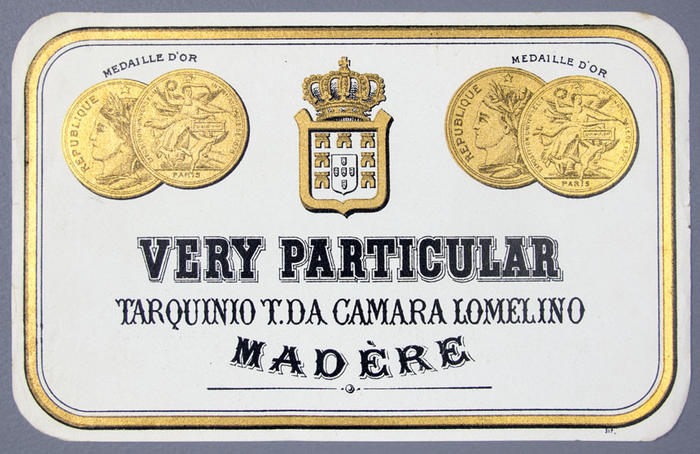 MEDAILLE D'OR
MEDAILLE D'OR
REPUBLIQUE
PARIS
REPUBLIQUE
PARIS
VERY PARTICULAR
TARQUINIO T. DA CAMARA LOMELINO
MADÈRE